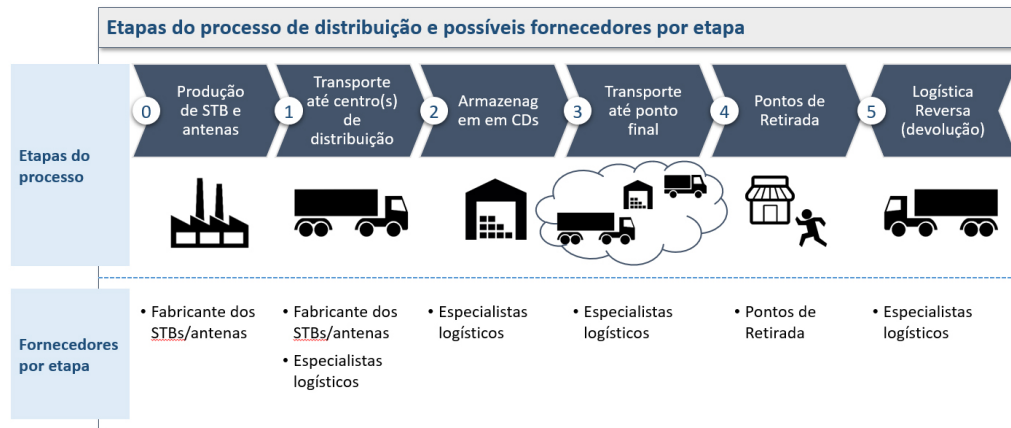 Etapas do processo de distribuição e possíveis fornecedores por etapa
Etapas do
processo
0
Produção
de STB e
antenas
1
Transporte
até centro(s)
de
distribuição
2
Armazenag
em em CDs
3
Transporte
até ponto
final
4
Pontos de
Retirada
5
Logística
Reversa
(devolução)
Fornecedores
por etapa
• Fabricante dos
STBs/antenas
• Fabricante dos
STBs/antenas
• Especialistas
logísticos
• Especialistas
logísticos
• Especialistas
logísticos
• Pontos de
Retirada
• Especialistas
logísticos